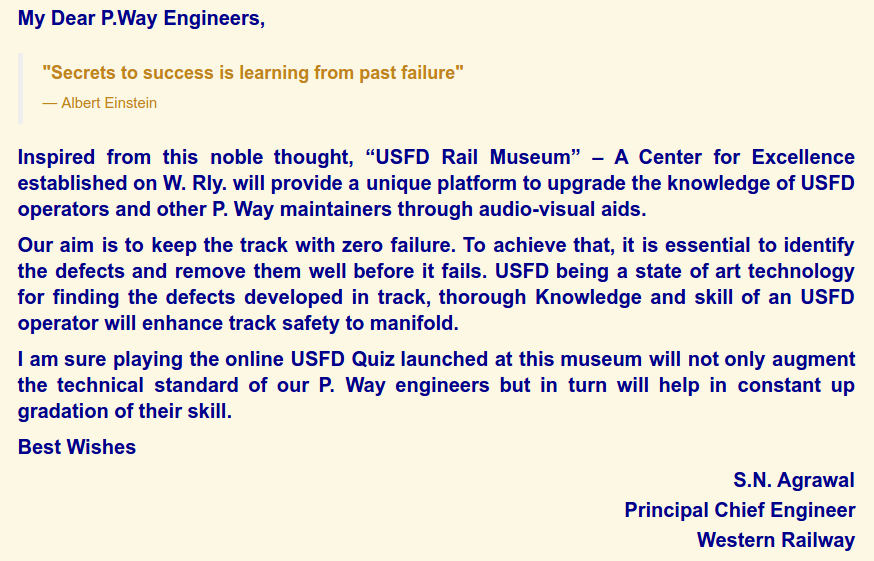 My Dear P.Way Engineers,
"Secrets to success is learning from past failure"
— Albert Einstein
Inspired from this noble thought, “USFD Rail Museum” – A Center for Excellence
established on W. Rly. will provide a unique platform to upgrade the knowledge of USFD
operators and other P. Way maintainers through audio-visual aids.
Our aim is to keep the track with zero failure. To achieve that, it is essential to identify
the defects and remove them well before it fails. USFD being a state of art technology
for finding the defects developed in track, thorough Knowledge and skill of an USFD
operator will enhance track safety to manifold.
I am sure playing the online USFD Quiz launched at this museum will not only augment
the technical standard of our P. Way engineers but in turn will help in constant up
gradation of their skill.
Best Wishes
S.N. Agrawal
Principal Chief Engineer
Western Railway